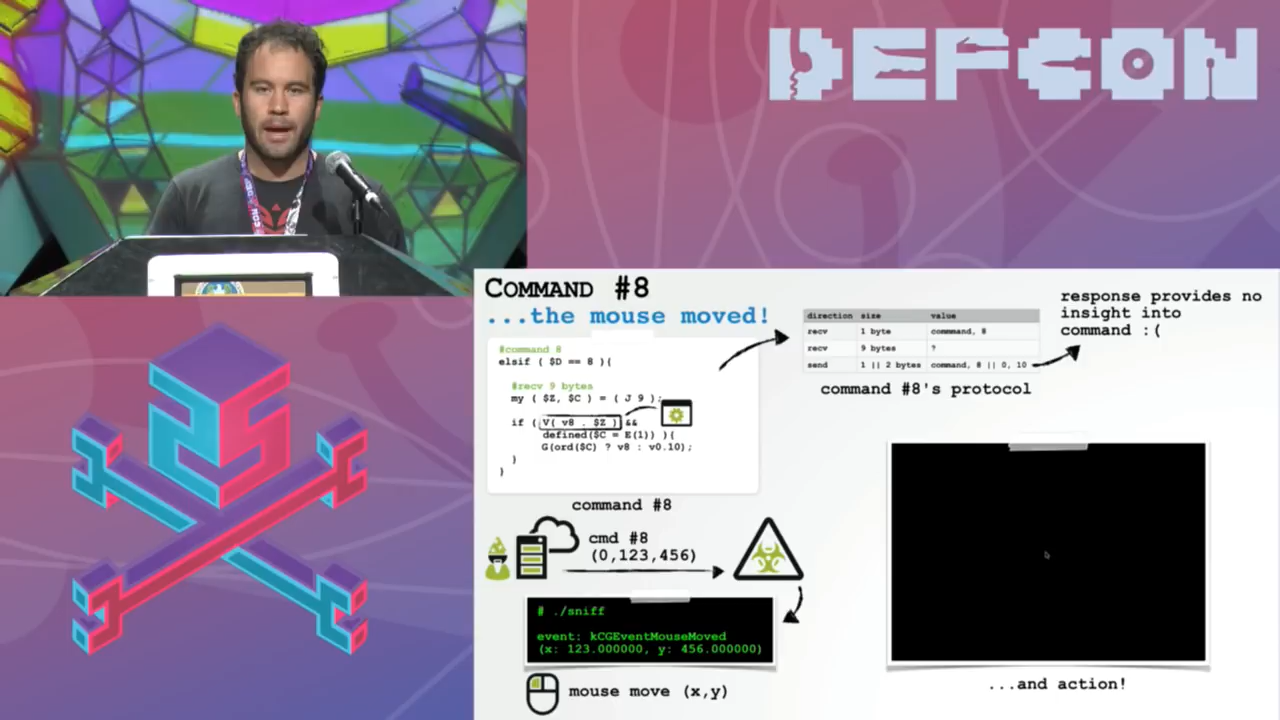 DEFCON
COMMAND #8
...the mouse moved!
#command 8
elsif ( $D == 8 ){
#recv 9 bytes
my ( $Z, $C ) = ( J 9 );
if ( V( v8 . $Z ) &&
defined($C = E(1)) ){
G(ord($C) ? v8 : v0.10);
}
}
command #8
direction size value
recv 1 byte commmand, 8
recv 9 bytes ?
send 1 || 2 bytes command, 8 || 0, 10
command #8's protocol
response provides no
insight into
command :(
cmd #8
(0,123,456)
# ./sniff
event: kCGEventMouseMoved
(x: 123.000000, y: 456.000000)
mouse move (x,y)
...and action!